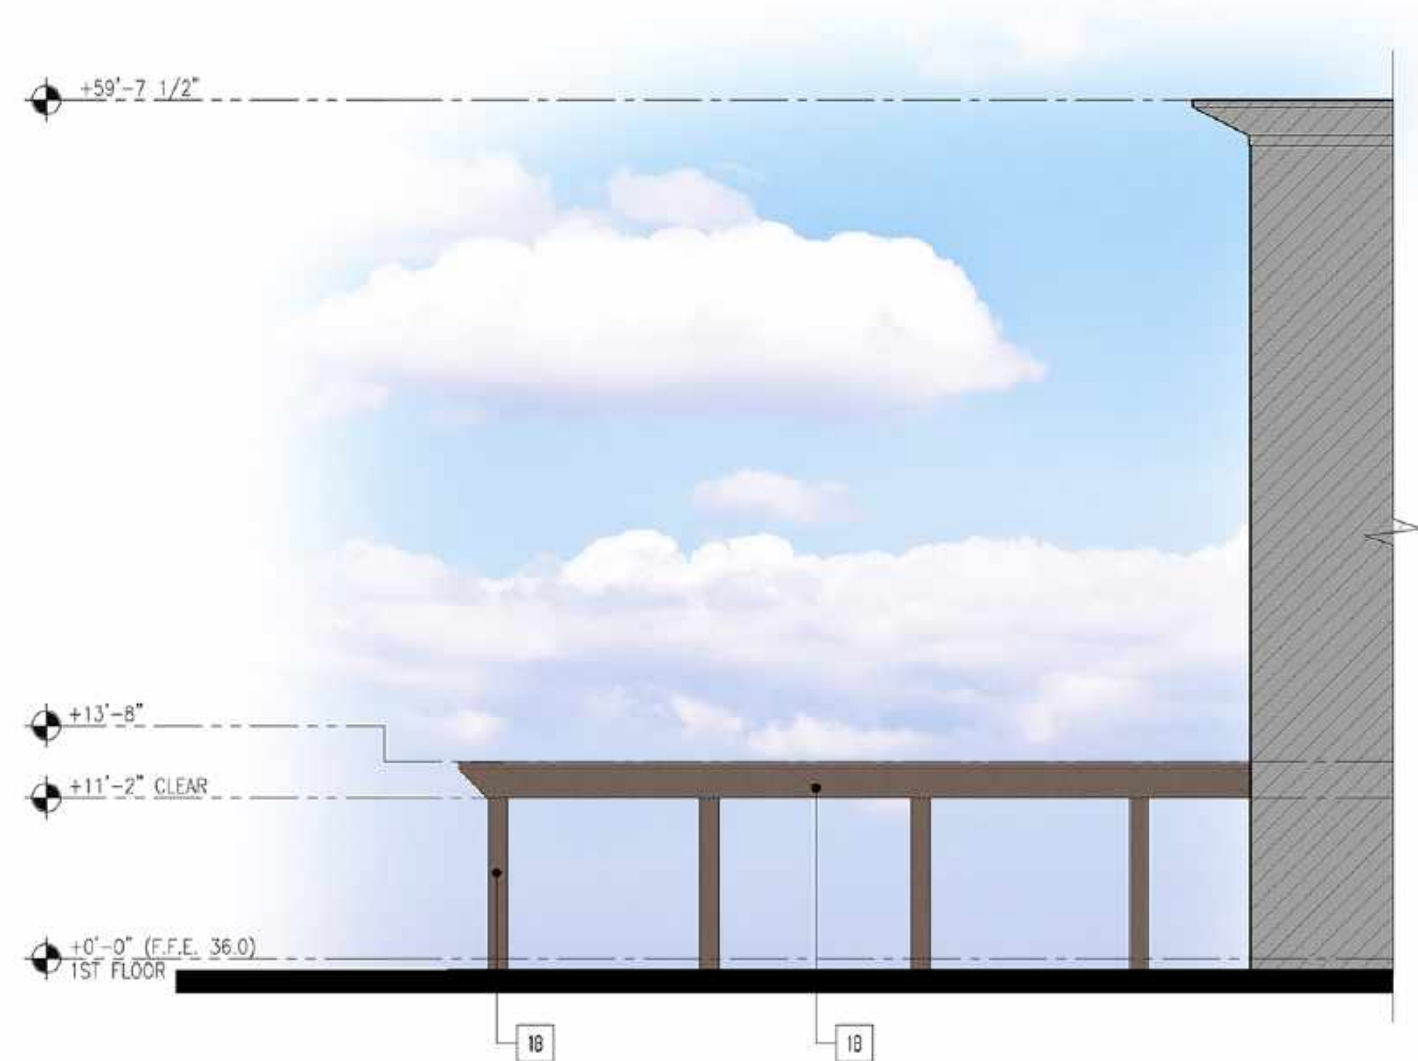 +59'-7 1/2"
+13'-8"
+11'-2" CLEAR
+0'-0" (F.F.E. 36.0)
1ST FLOOR
18
18